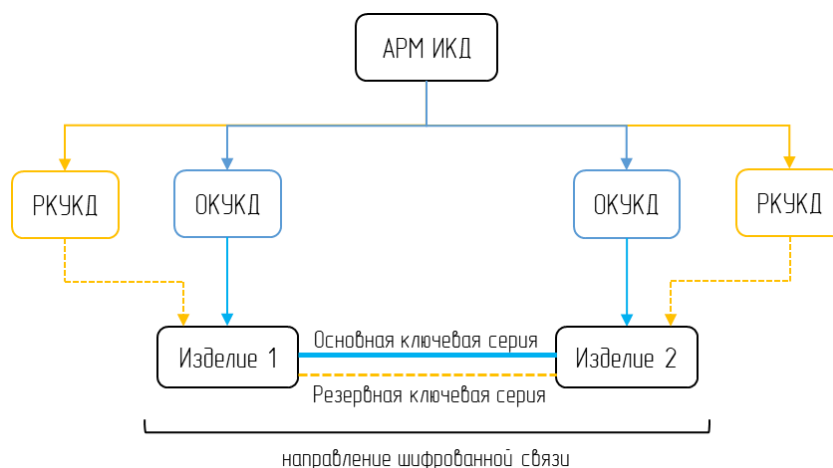 АРМ ИКД
РКУКД
ОКУКД
ОКУКД
РКУКД
Основная ключевая серия
Изделие 1
Изделие 2
Резервная ключевая серия
направление шифрованной связи